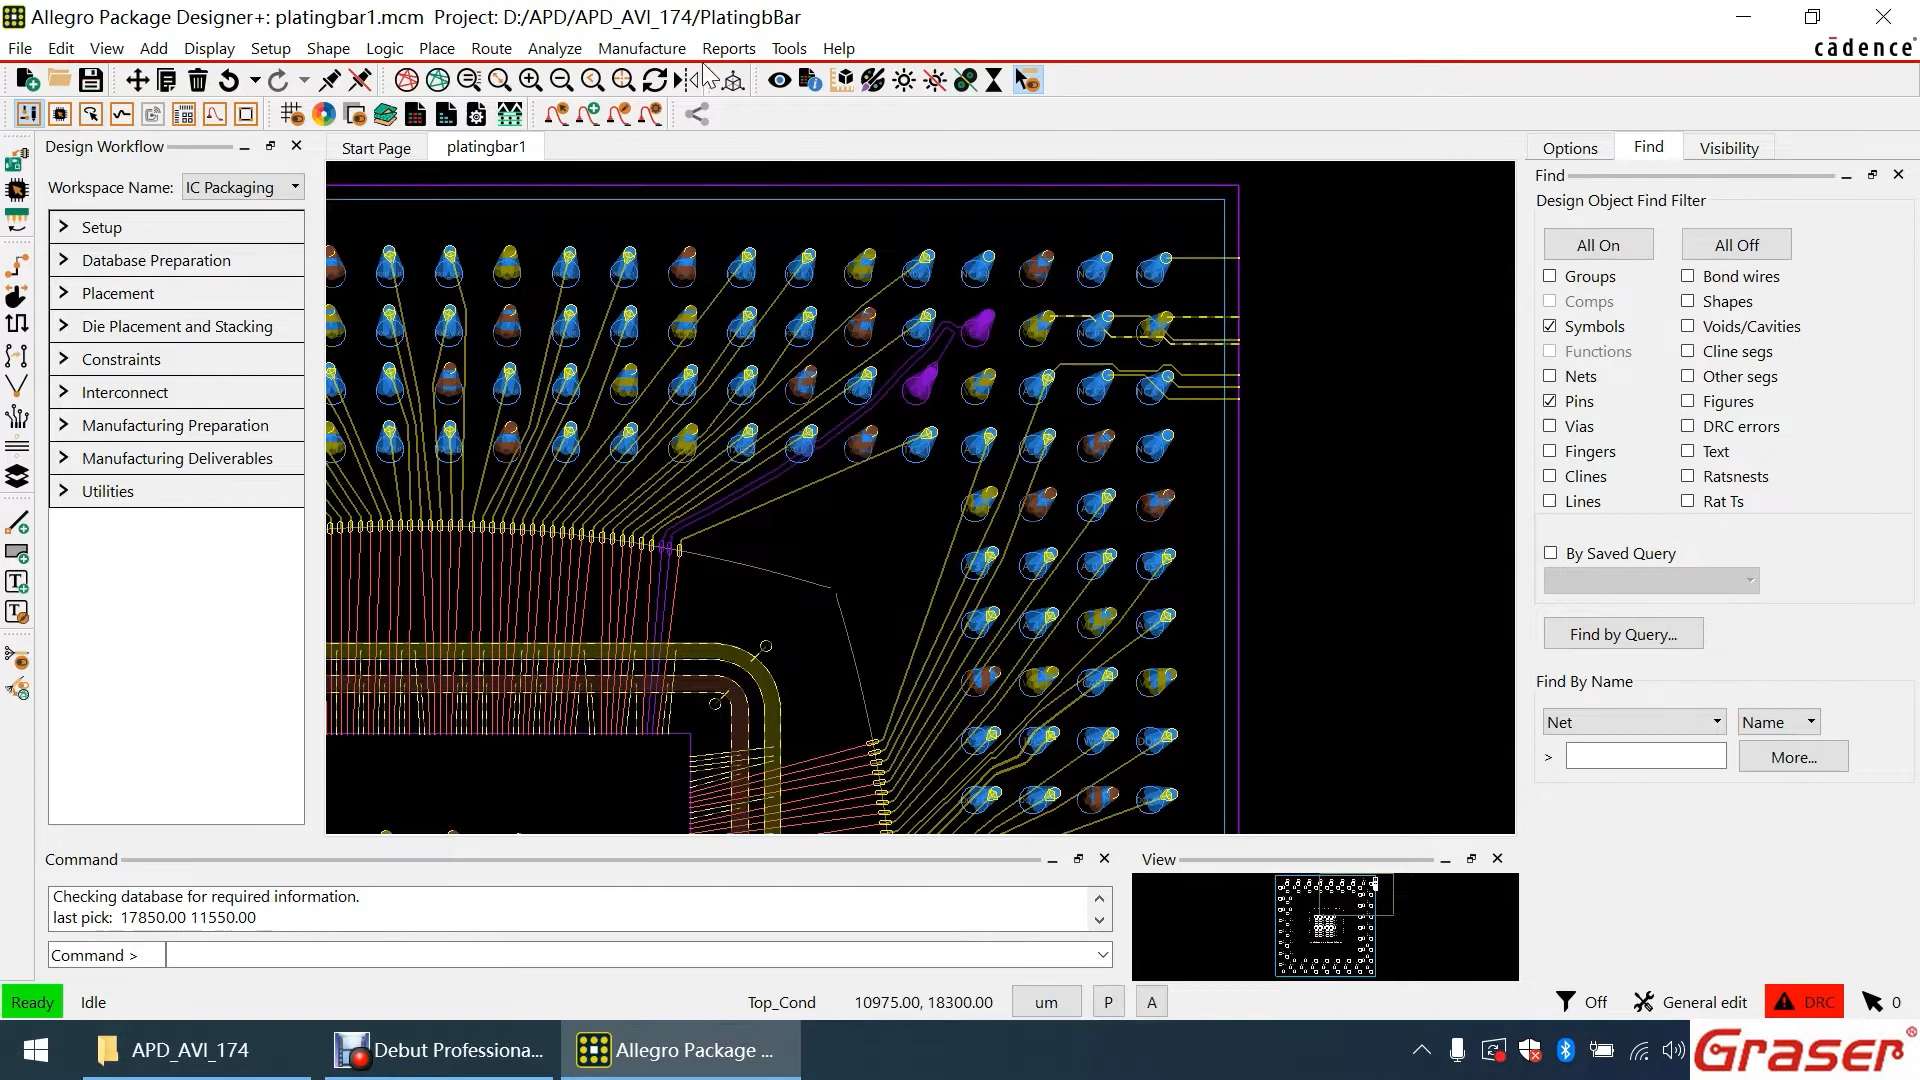 Allegro Package Designer+: platingbar1.mcm  Project: D:/APD/APD_AVI_174/PlatingbBar
File Edit View Add Display Setup Shape Logic Place Route Analyze Manufacture Reports Tools Help
cādence®
Design Workflow
Start Page
platingbar1
Options
Find
Visibility
Workspace Name: IC Packaging
Setup
Database Preparation
Placement
Die Placement and Stacking
Constraints
Interconnect
Manufacturing Preparation
Manufacturing Deliverables
Utilities
Find
Design Object Find Filter
All On
All Off
Groups
Bond wires
Comps
Shapes
Symbols
Voids/Cavities
Functions
Cline segs
Nets
Other segs
Pins
Figures
Vias
DRC errors
Fingers
Text
Clines
Ratsnests
Lines
Rat Ts
By Saved Query
Find by Query...
Find By Name
Net
Name
>
More...
Command
Checking database for required information.
last pick:  17850.00 11550.00
Command >
View
Ready
Idle
Top_Cond
10975.00, 18300.00
um
P
A
Off
General edit
DRC
0
APD_AVI_174
Debut Professiona...
Allegro Package ...
Graser®